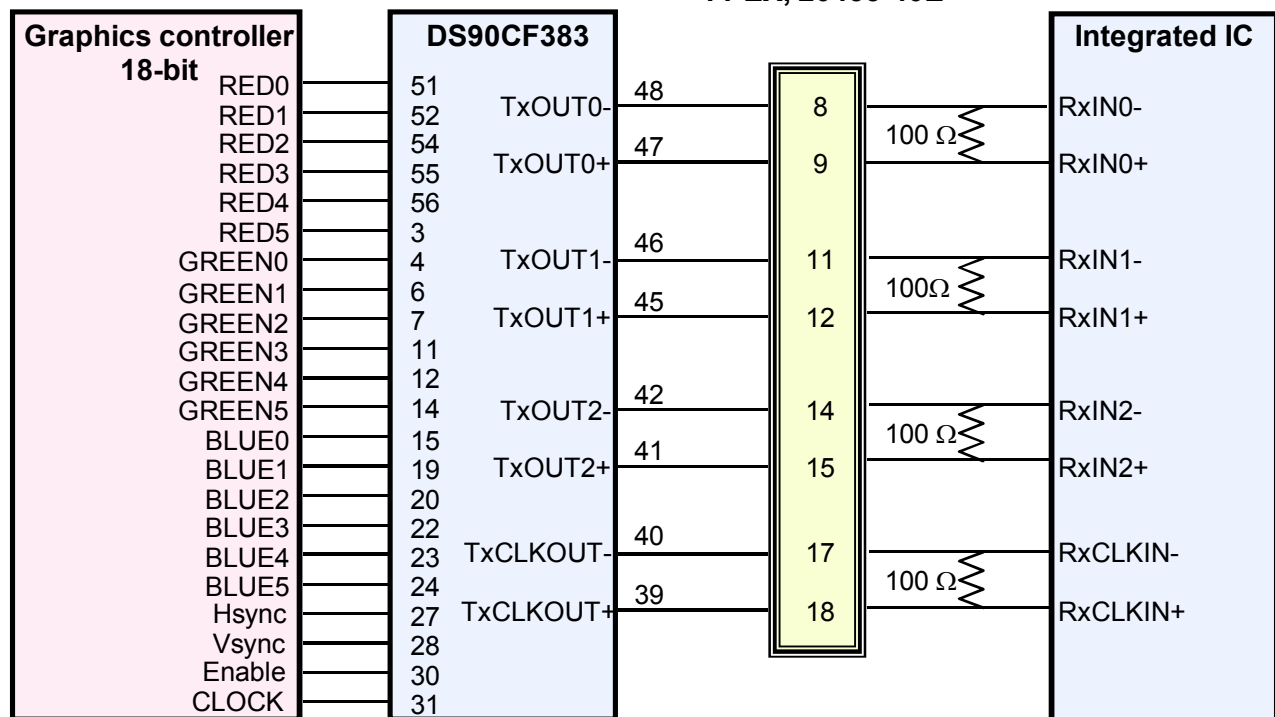 Graphics controller
18-bit
RED0
RED1
RED2
RED3
RED4
RED5
GREEN0
GREEN1
GREEN2
GREEN3
GREEN4
GREEN5
BLUE0
BLUE1
BLUE2
BLUE3
BLUE4
BLUE5
Hsync
Vsync
Enable
CLOCK
DS90CF383
51
52
54
55
56
3
4
6
7
11
12
14
15
19
20
22
23
24
27
28
30
31
TxOUT0-
TxOUT0+
TxOUT1-
TxOUT1+
TxOUT2-
TxOUT2+
TxCLKOUT-
TxCLKOUT+
48
47
46
45
42
41
40
39
8
9
11
12
14
15
17
18
100 Ω
100Ω
100 Ω
100 Ω
Integrated IC
RxIN0-
RxIN0+
RxIN1-
RxIN1+
RxIN2-
RxIN2+
RxCLKIN-
RxCLKIN+